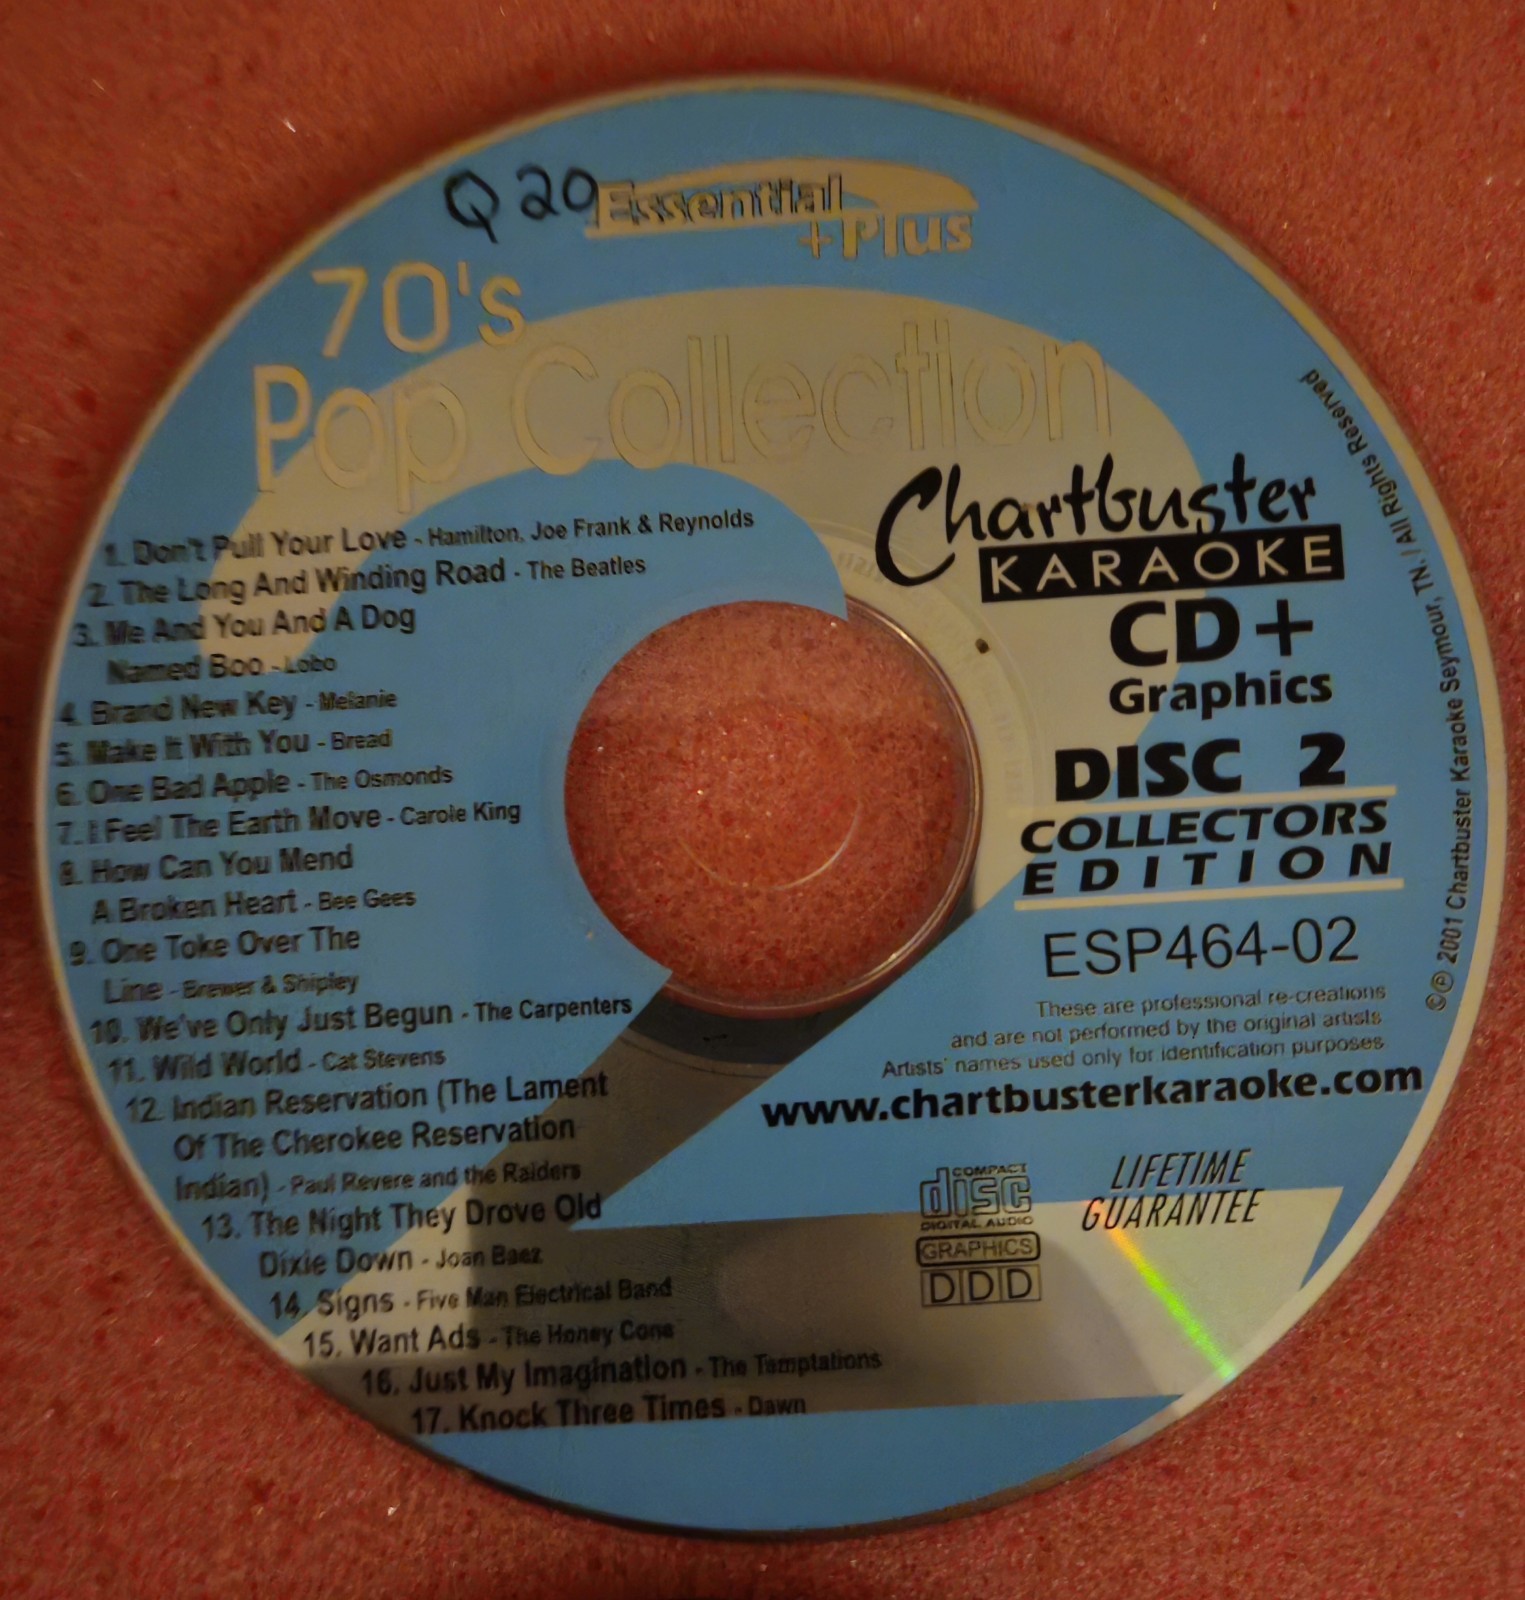 Q 20
Essential
+Plus
70's
Pop Collection
1. Don't Pull Your Love - Hamilton, Joe Frank & Reynolds
2. The Long And Winding Road - The Beatles
3. Me And You And A Dog
Named Boo - Lobo
4. Brand New Key - Melanie
5. Make It With You - Bread
6. One Bad Apple - The Osmonds
7. I Feel The Earth Move - Carole King
8. How Can You Mend
A Broken Heart - Bee Gees
9. One Toke Over The
Line - Brewer & Shipley
10. We've Only Just Begun - The Carpenters
11. Wild World - Cat Stevens
12. Indian Reservation (The Lament
Of The Cherokee Reservation
Indian) - Paul Revere and the Raiders
13. The Night They Drove Old
Dixie Down - Joan Baez
14. Signs - Five Man Electrical Band
15. Want Ads - The Honey Cone
16. Just My Imagination - The Temptations
17. Knock Three Times - Dawn
Chartbuster
KARAOKE
CD+
Graphics
DISC 2
COLLECTORS
EDITION
ESP464-02
These are professional re-creations
and are not performed by the original artists
Artists' names used only for identification purposes
www.chartbusterkaraoke.com
COMPACT
disc
DIGITAL AUDIO
GRAPHICS
DDD
LIFETIME
GUARANTEE
©℗ 2001 Chartbuster Karaoke Seymour, TN. / All Rights Reserved